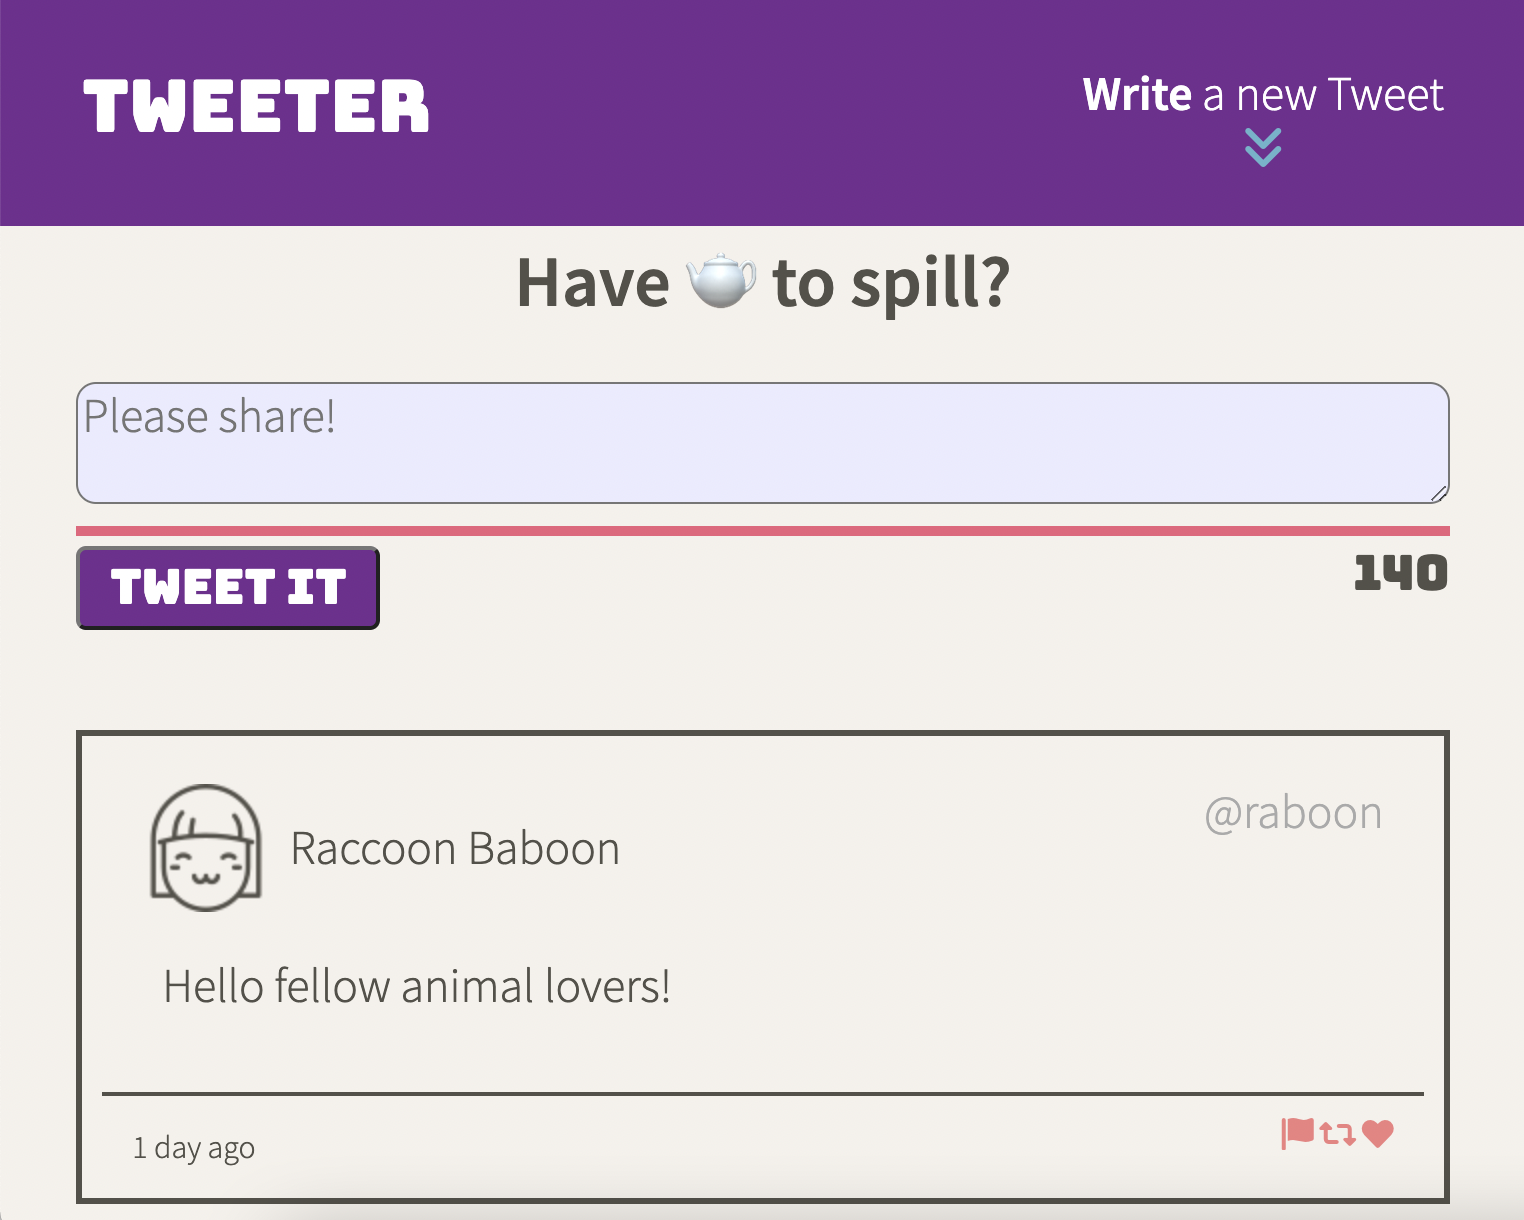 TWEETER
Write a new Tweet
Have 🫖 to spill?
Please share!
TWEET IT
140
Raccoon Baboon
@raboon
Hello fellow animal lovers!
1 day ago